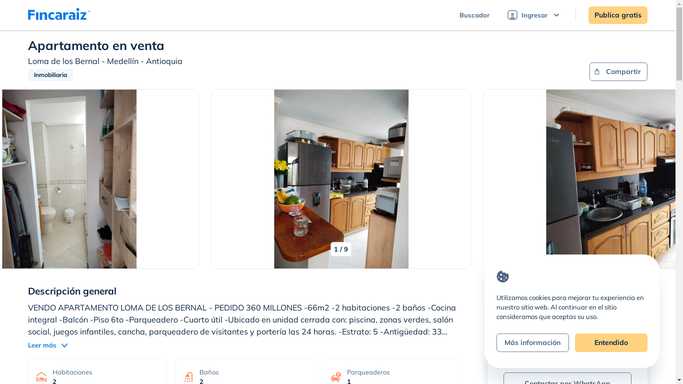 Fincaraiz
Buscador
Ingresar
Publica gratis
Apartamento en venta
Loma de los Bernal - Medellín - Antioquia
Inmobiliaria
Compartir
1 / 9
Descripción general
VENDO APARTAMENTO LOMA DE LOS BERNAL - PEDIDO 360 MILLONES -66m2 -2 habitaciones -2 baños -Cocina
integral -Balcón -Piso 6to -Parqueadero -Cuarto útil -Ubicado en unidad cerrada con: piscina, zonas verdes, salón
social, juegos infantiles, cancha, parqueadero de visitantes y portería las 24 horas. -Estrato: 5 -Antigüedad: 33...
Leer más
Habitaciones
2
Baños
2
Parqueaderos
1
Utilizamos cookies para mejorar tu experiencia en
nuestro sitio web. Al continuar en el sitio
consideramos que aceptas su uso.
Más información
Entendido
Contactar por WhatsApp